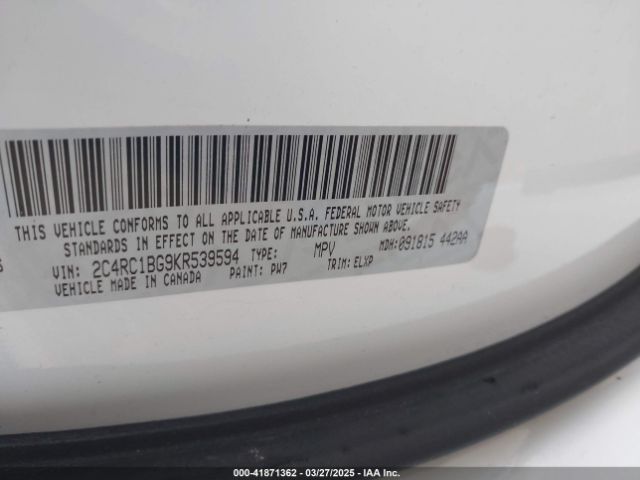 THIS VEHICLE CONFORMS TO ALL APPLICABLE U.S.A. FEDERAL MOTOR VEHICLE SAFETY
STANDARDS IN EFFECT ON THE DATE OF MANUFACTURE SHOWN ABOVE.
VIN: 2C4RC1BG9KR539594 TYPE: MPV MDH:091815 442AA
VEHICLE MADE IN CANADA PAINT: PW7 TRIM: ELXP
000-41871362 — 03/27/2025 — IAA Inc.